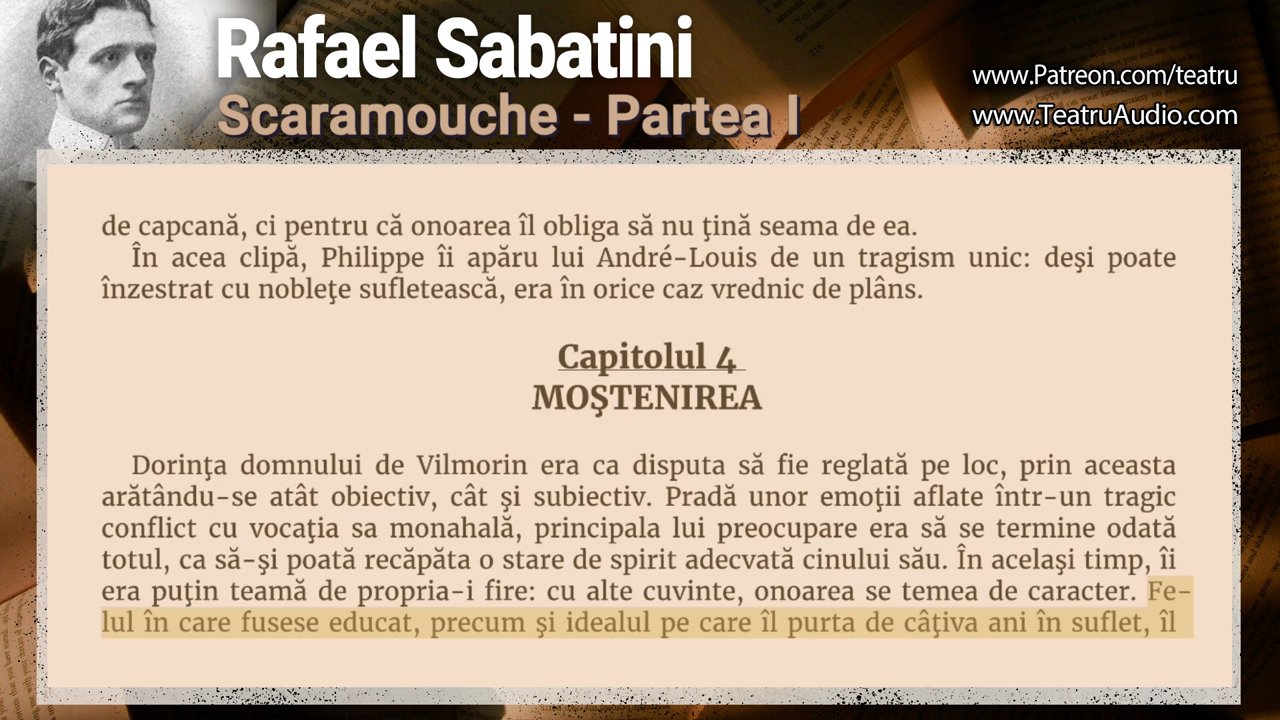 Rafael Sabatini
Scaramouche - Partea I
www.Patreon.com/teatru
www.TeatruAudio.com
de capcană, ci pentru că onoarea îl obliga să nu ţină seama de ea.
În acea clipă, Philippe îi apăru lui André-Louis de un tragism unic: deşi poate
înzestrat cu nobleţe sufletească, era în orice caz vrednic de plâns.
Capitolul 4
MOŞTENIREA
Dorinţa domnului de Vilmorin era ca disputa să fie reglată pe loc, prin aceasta
arătându-se atât obiectiv, cât şi subiectiv. Pradă unor emoţii aflate într-un tragic
conflict cu vocaţia sa monahală, principala lui preocupare era să se termine odată
totul, ca să-şi poată recăpăta o stare de spirit adecvată cinului său. În acelaşi timp, îi
era puţin teamă de propria-i fire: cu alte cuvinte, onoarea se temea de caracter. Fe-
lul în care fusese educat, precum şi idealul pe care îl purta de câţiva ani în suflet, îl